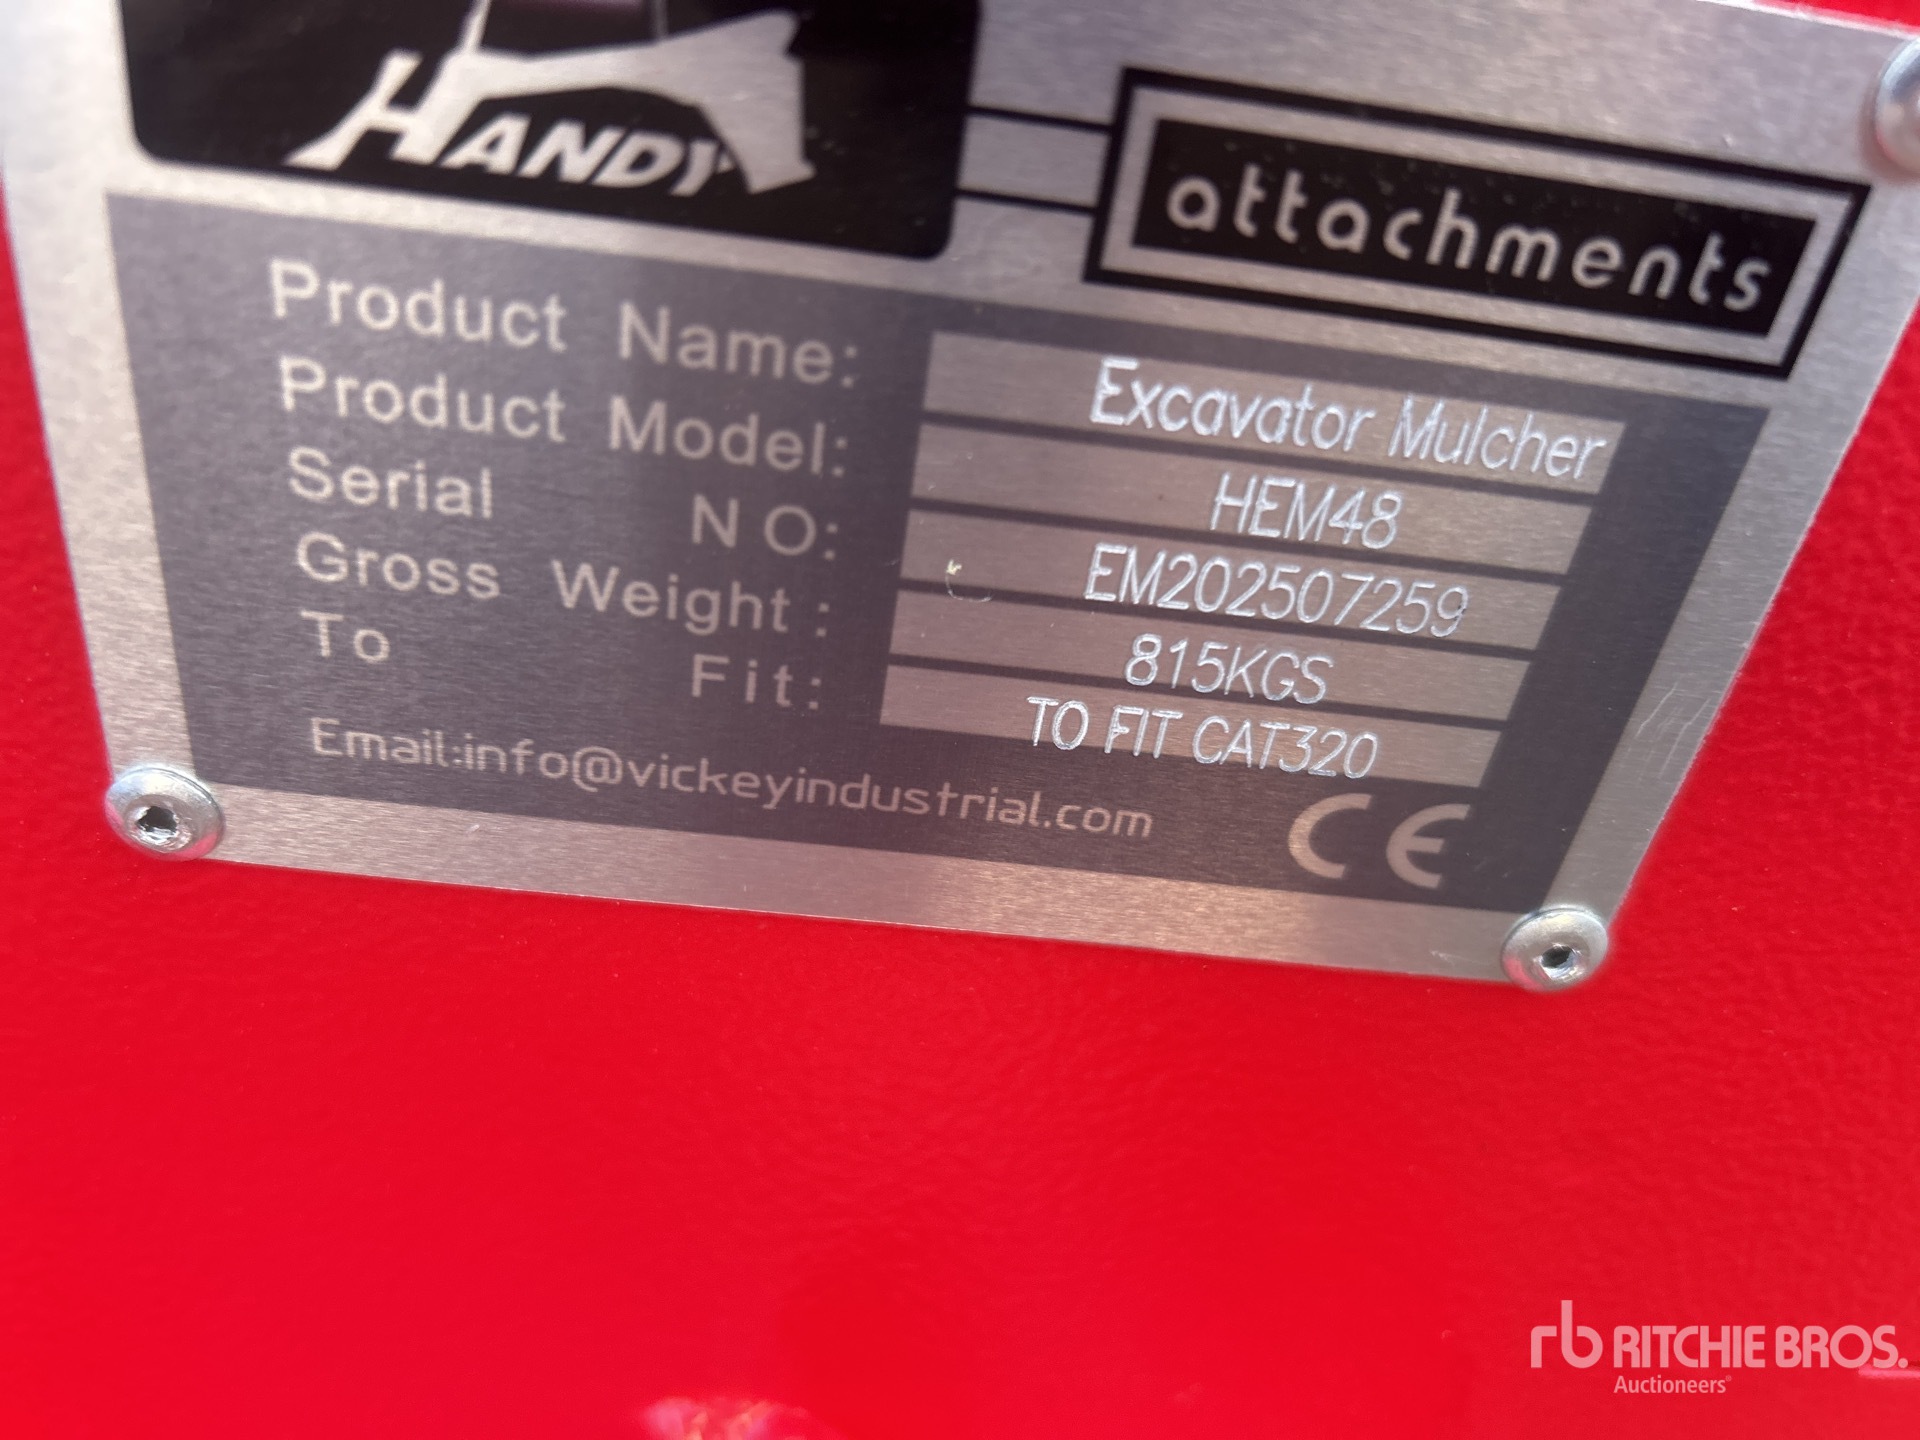 HANDY
attachments
Product Name: Excavator Mulcher
Product Model: HEM48
Serial NO: EM202507259
Gross Weight: 815KGS
To Fit: TO FIT CAT320
Email:info@vickeyindustrial.com CE
rb RITCHIE BROS.
Auctioneers®